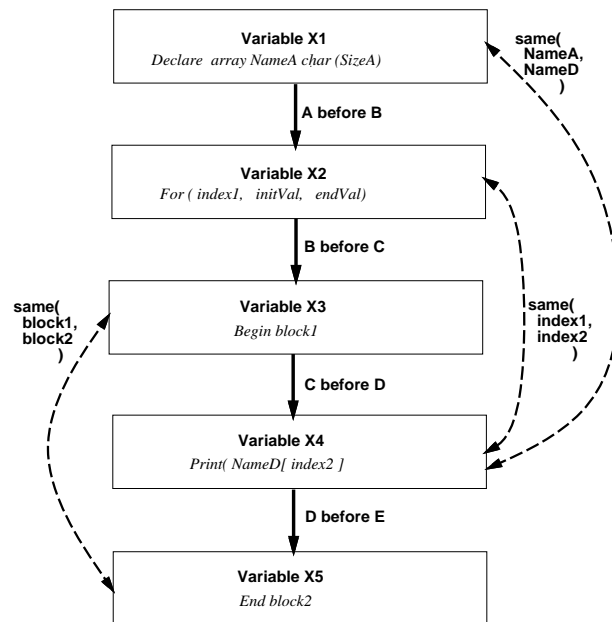 Variable X1
Declare array NameA char (SizeA)
same(
NameA,
NameD
)
A before B
Variable X2
For ( index1, initVal, endVal)
B before C
Variable X3
Begin block1
same(
block1,
block2
)
same(
index1,
index2
)
C before D
Variable X4
Print( NameD[ index2 ]
D before E
Variable X5
End block2